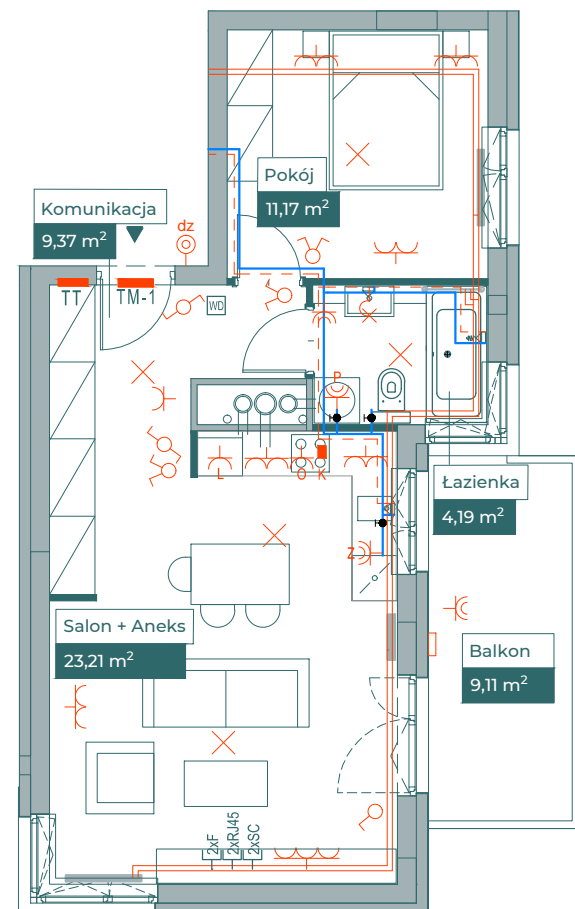 Pokój
11,17 m²
Komunikacja
9,37 m²
dz
TT
TM-1
WD
P
L
O
K
Łazienka
4,19 m²
Z
Salon + Aneks
23,21 m²
Balkon
9,11 m²
2xF
2xRJ45
2xSC